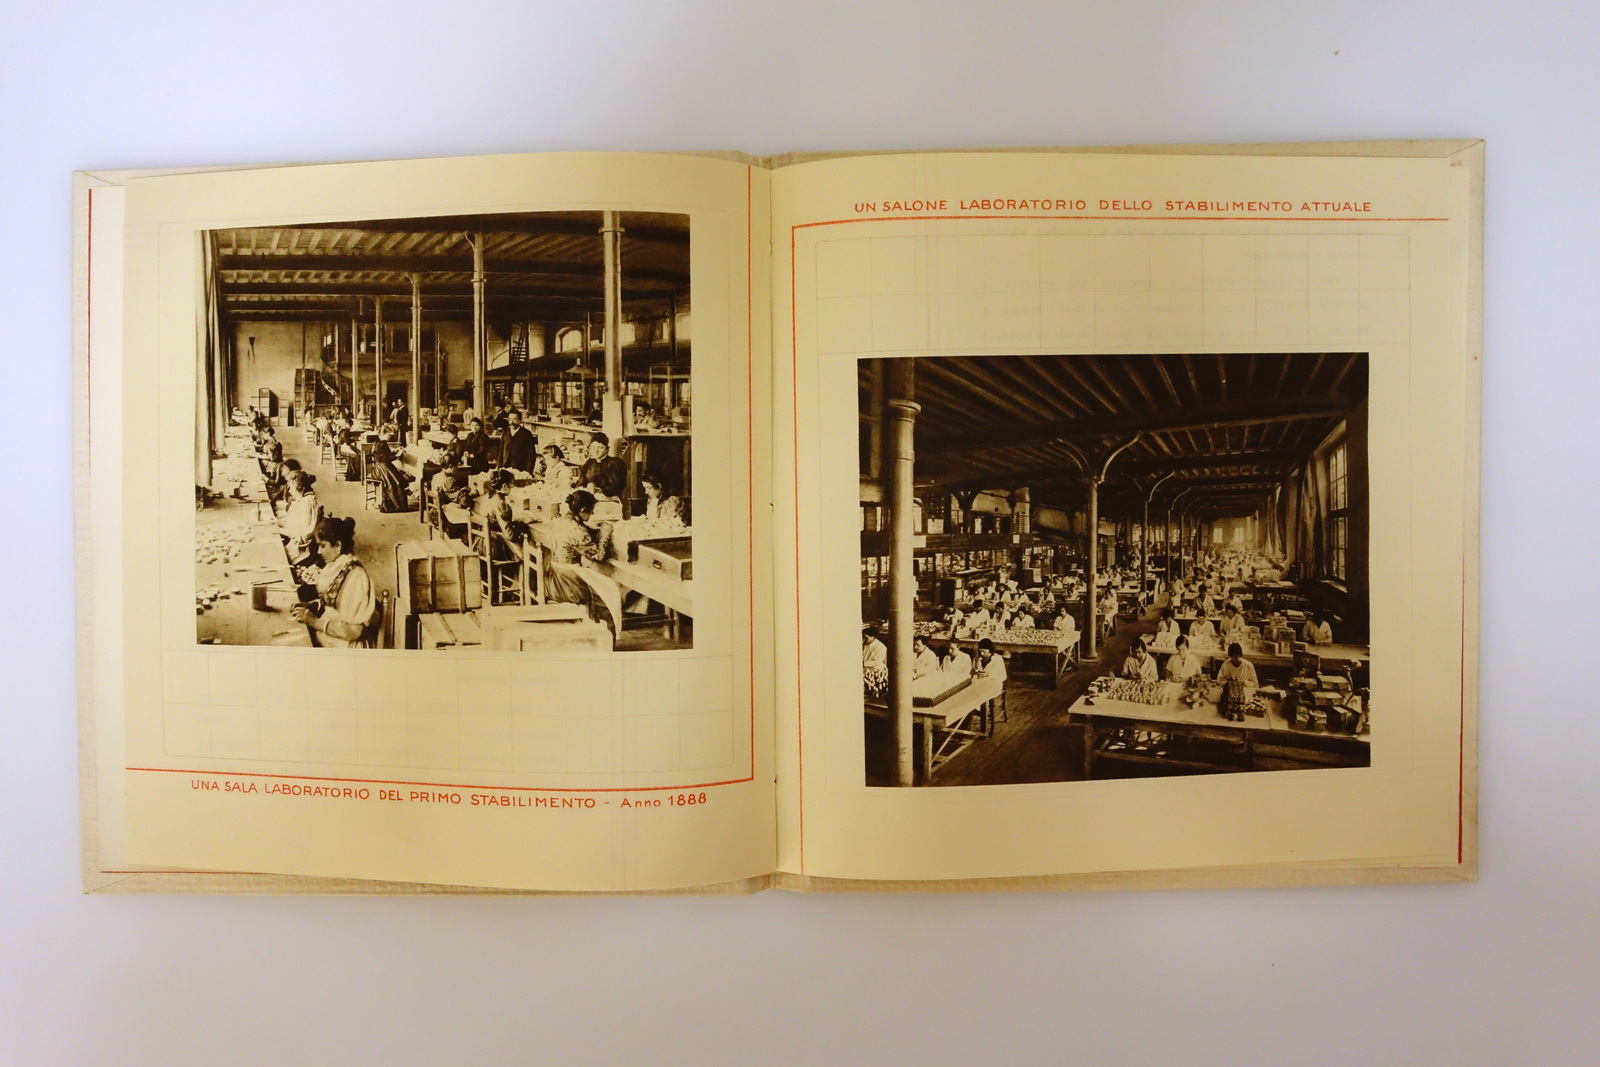 UNA SALA LABORATORIO DEL PRIMO STABILIMENTO - Anno 1888
UN SALONE LABORATORIO DELLO STABILIMENTO ATTUALE